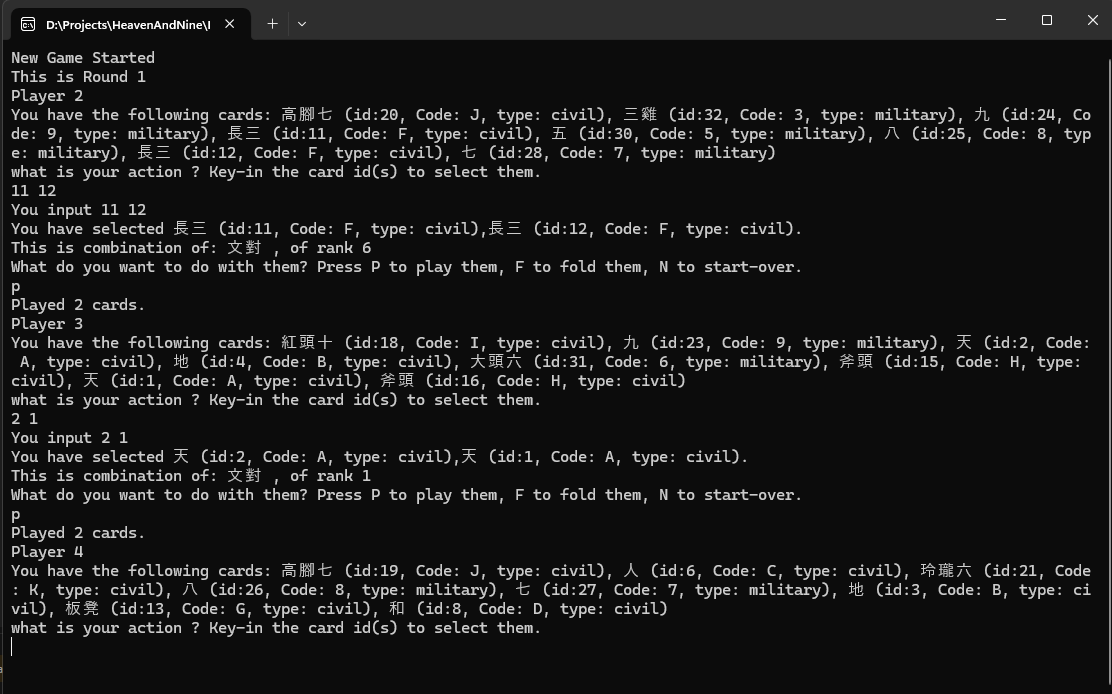 D:\Projects\HeavenAndNine\I
New Game Started
This is Round 1
Player 2
You have the following cards: 高腳七 (id:20, Code: J, type: civil), 三雞 (id:32, Code: 3, type: military), 九 (id:24, Co
de: 9, type: military), 長三 (id:11, Code: F, type: civil), 五 (id:30, Code: 5, type: military), 八 (id:25, Code: 8, typ
e: military), 長三 (id:12, Code: F, type: civil), 七 (id:28, Code: 7, type: military)
what is your action ? Key-in the card id(s) to select them.
11 12
You input 11 12
You have selected 長三 (id:11, Code: F, type: civil),長三 (id:12, Code: F, type: civil).
This is combination of: 文對 , of rank 6
What do you want to do with them? Press P to play them, F to fold them, N to start-over.
p
Played 2 cards.
Player 3
You have the following cards: 紅頭十 (id:18, Code: I, type: civil), 九 (id:23, Code: 9, type: military), 天 (id:2, Code:
 A, type: civil), 地 (id:4, Code: B, type: civil), 大頭六 (id:31, Code: 6, type: military), 斧頭 (id:15, Code: H, type:
civil), 天 (id:1, Code: A, type: civil), 斧頭 (id:16, Code: H, type: civil)
what is your action ? Key-in the card id(s) to select them.
2 1
You input 2 1
You have selected 天 (id:2, Code: A, type: civil),天 (id:1, Code: A, type: civil).
This is combination of: 文對 , of rank 1
What do you want to do with them? Press P to play them, F to fold them, N to start-over.
p
Played 2 cards.
Player 4
You have the following cards: 高腳七 (id:19, Code: J, type: civil), 人 (id:6, Code: C, type: civil), 玲瓏六 (id:21, Code
: K, type: civil), 八 (id:26, Code: 8, type: military), 七 (id:27, Code: 7, type: military), 地 (id:3, Code: B, type: ci
vil), 板凳 (id:13, Code: G, type: civil), 和 (id:8, Code: D, type: civil)
what is your action ? Key-in the card id(s) to select them.